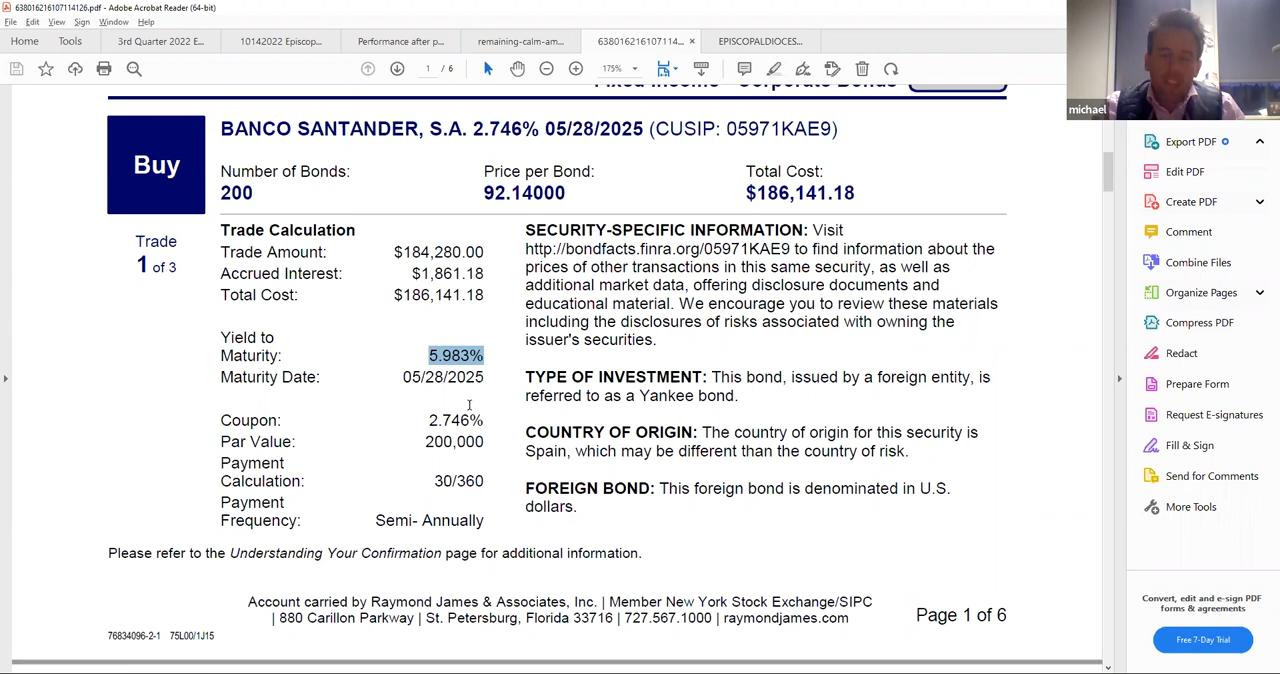 638016216107114126.pdf - Adobe Acrobat Reader (64-bit)
File Edit View Sign Window Help
Home Tools 3rd Quarter 2022 E... 10142022 Episcop... Performance after p... remaining-calm-am... 638016216107114... × EPISCOPALDIOCES...
1 / 6 175%
michael
BANCO SANTANDER, S.A. 2.746% 05/28/2025 (CUSIP: 05971KAE9)
Buy
Number of Bonds: Price per Bond: Total Cost:
200 92.14000 $186,141.18
Trade
1 of 3
Trade Calculation
Trade Amount: $184,280.00
Accrued Interest: $1,861.18
Total Cost: $186,141.18
Yield to
Maturity: 5.983%
Maturity Date: 05/28/2025
Coupon: 2.746%
Par Value: 200,000
Payment
Calculation: 30/360
Payment
Frequency: Semi- Annually
SECURITY-SPECIFIC INFORMATION: Visit
http://bondfacts.finra.org/05971KAE9 to find information about the
prices of other transactions in this same security, as well as
additional market data, offering disclosure documents and
educational material. We encourage you to review these materials
including the disclosures of risks associated with owning the
issuer's securities.
TYPE OF INVESTMENT: This bond, issued by a foreign entity, is
referred to as a Yankee bond.
COUNTRY OF ORIGIN: The country of origin for this security is
Spain, which may be different than the country of risk.
FOREIGN BOND: This foreign bond is denominated in U.S.
dollars.
Please refer to the Understanding Your Confirmation page for additional information.
Account carried by Raymond James & Associates, Inc. | Member New York Stock Exchange/SIPC
| 880 Carillon Parkway | St. Petersburg, Florida 33716 | 727.567.1000 | raymondjames.com
Page 1 of 6
76834096-2-1 75L00/1J15
Export PDF
Edit PDF
Create PDF
Comment
Combine Files
Organize Pages
Compress PDF
Redact
Prepare Form
Request E-signatures
Fill & Sign
Send for Comments
More Tools
Convert, edit and e-sign PDF
forms & agreements
Free 7-Day Trial